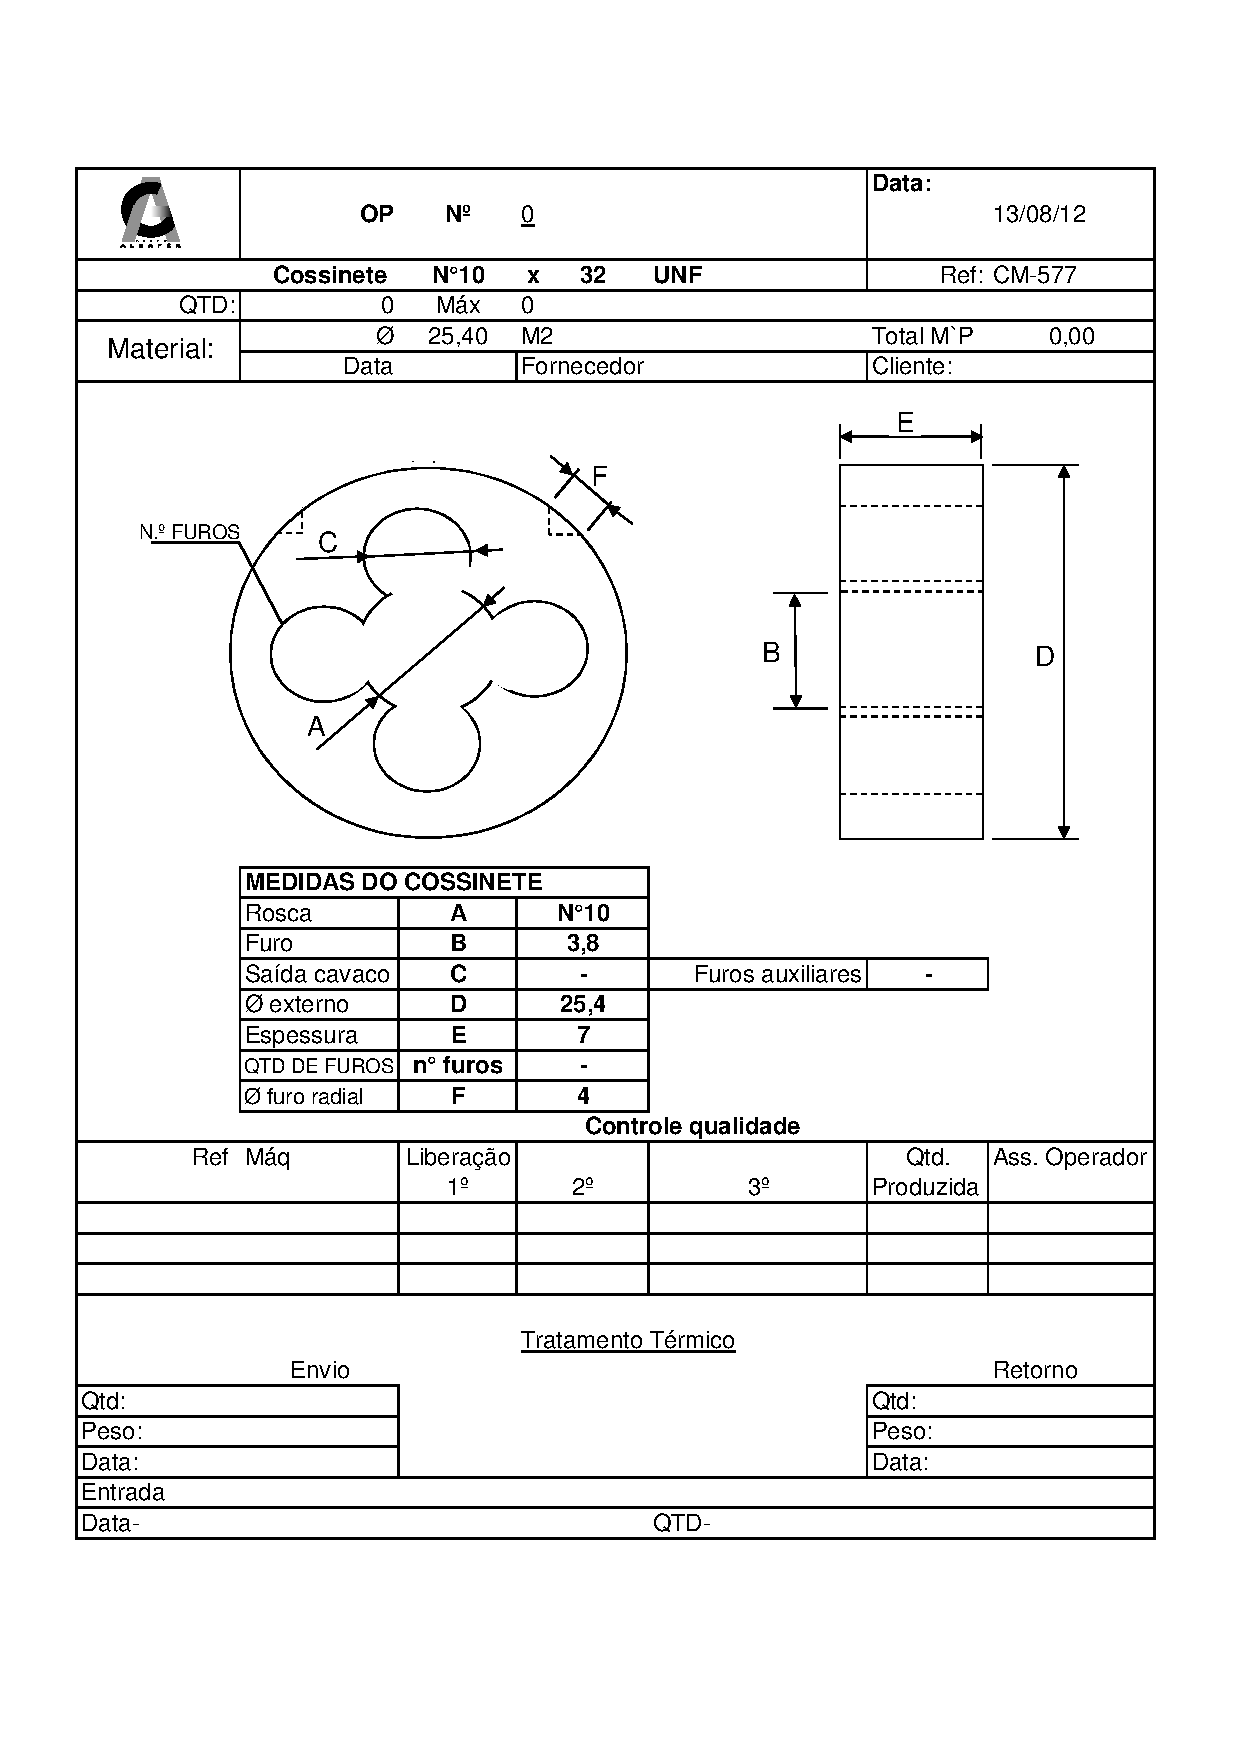 Data:
OP Nº 0 13/08/12
Cossinete N°10 x 32 UNF Ref: CM-577
QTD: 0 Máx 0
Material: Ø 25,40 M2 Total M`P 0,00
Data Fornecedor Cliente:
E
F
N.º FUROS
C
B
D
A
MEDIDAS DO COSSINETE
Rosca A N°10
Furo B 3,8
Saída cavaco C - Furos auxiliares -
Ø externo D 25,4
Espessura E 7
QTD DE FUROS n° furos -
Ø furo radial F 4
Controle qualidade
Ref Máq Liberação Qtd. Ass. Operador
1º 2º 3º Produzida
Tratamento Térmico
Envio Retorno
Qtd: Qtd:
Peso: Peso:
Data: Data:
Entrada
Data- QTD-